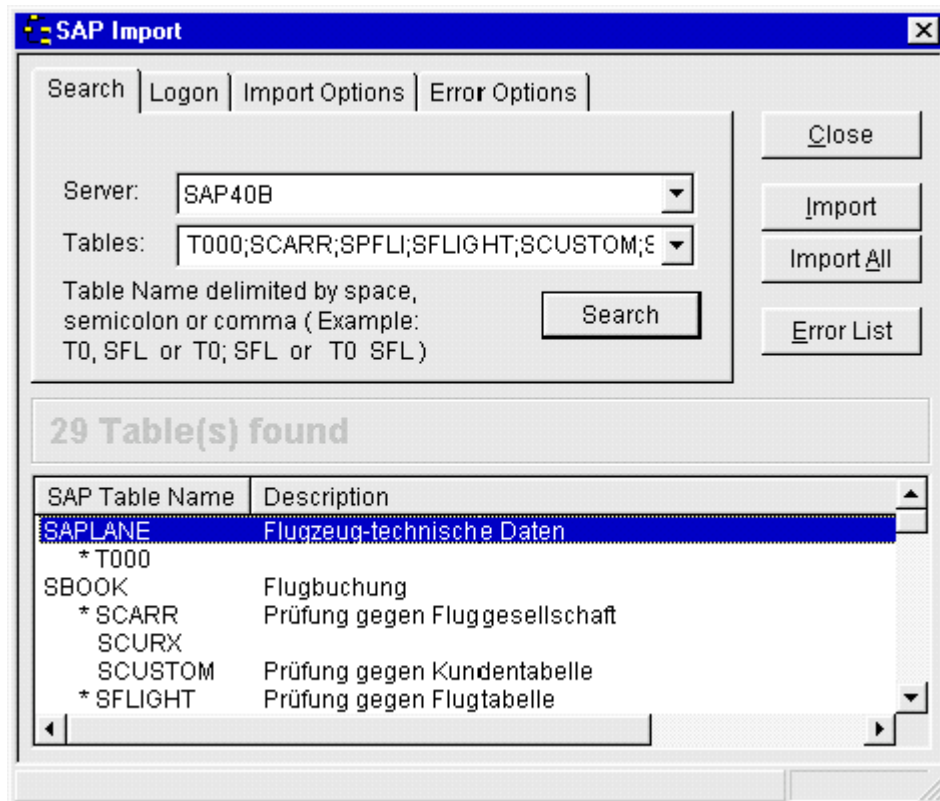 SAP Import
Search Logon Import Options Error Options
Close
Server: SAP40B
Import
Tables: T000;SCARR;SPFLI;SFLIGHT;SCUSTOM;S
Import All
Table Name delimited by space,
semicolon or comma ( Example:
T0, SFL or T0; SFL or T0 SFL )
Search
Error List
29 Table(s) found
SAP Table Name Description
SAPLANE Flugzeug-technische Daten
* T000
SBOOK Flugbuchung
* SCARR Prüfung gegen Fluggesellschaft
SCURX
SCUSTOM Prüfung gegen Kundentabelle
* SFLIGHT Prüfung gegen Flugtabelle